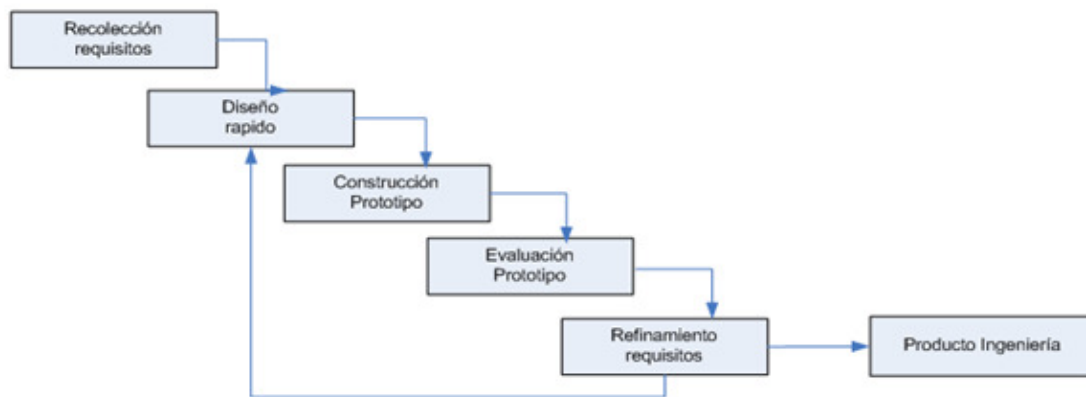 Recolección
requisitos
Diseño
rapido
Construcción
Prototipo
Evaluación
Prototipo
Refinamiento
requisitos
Producto Ingeniería